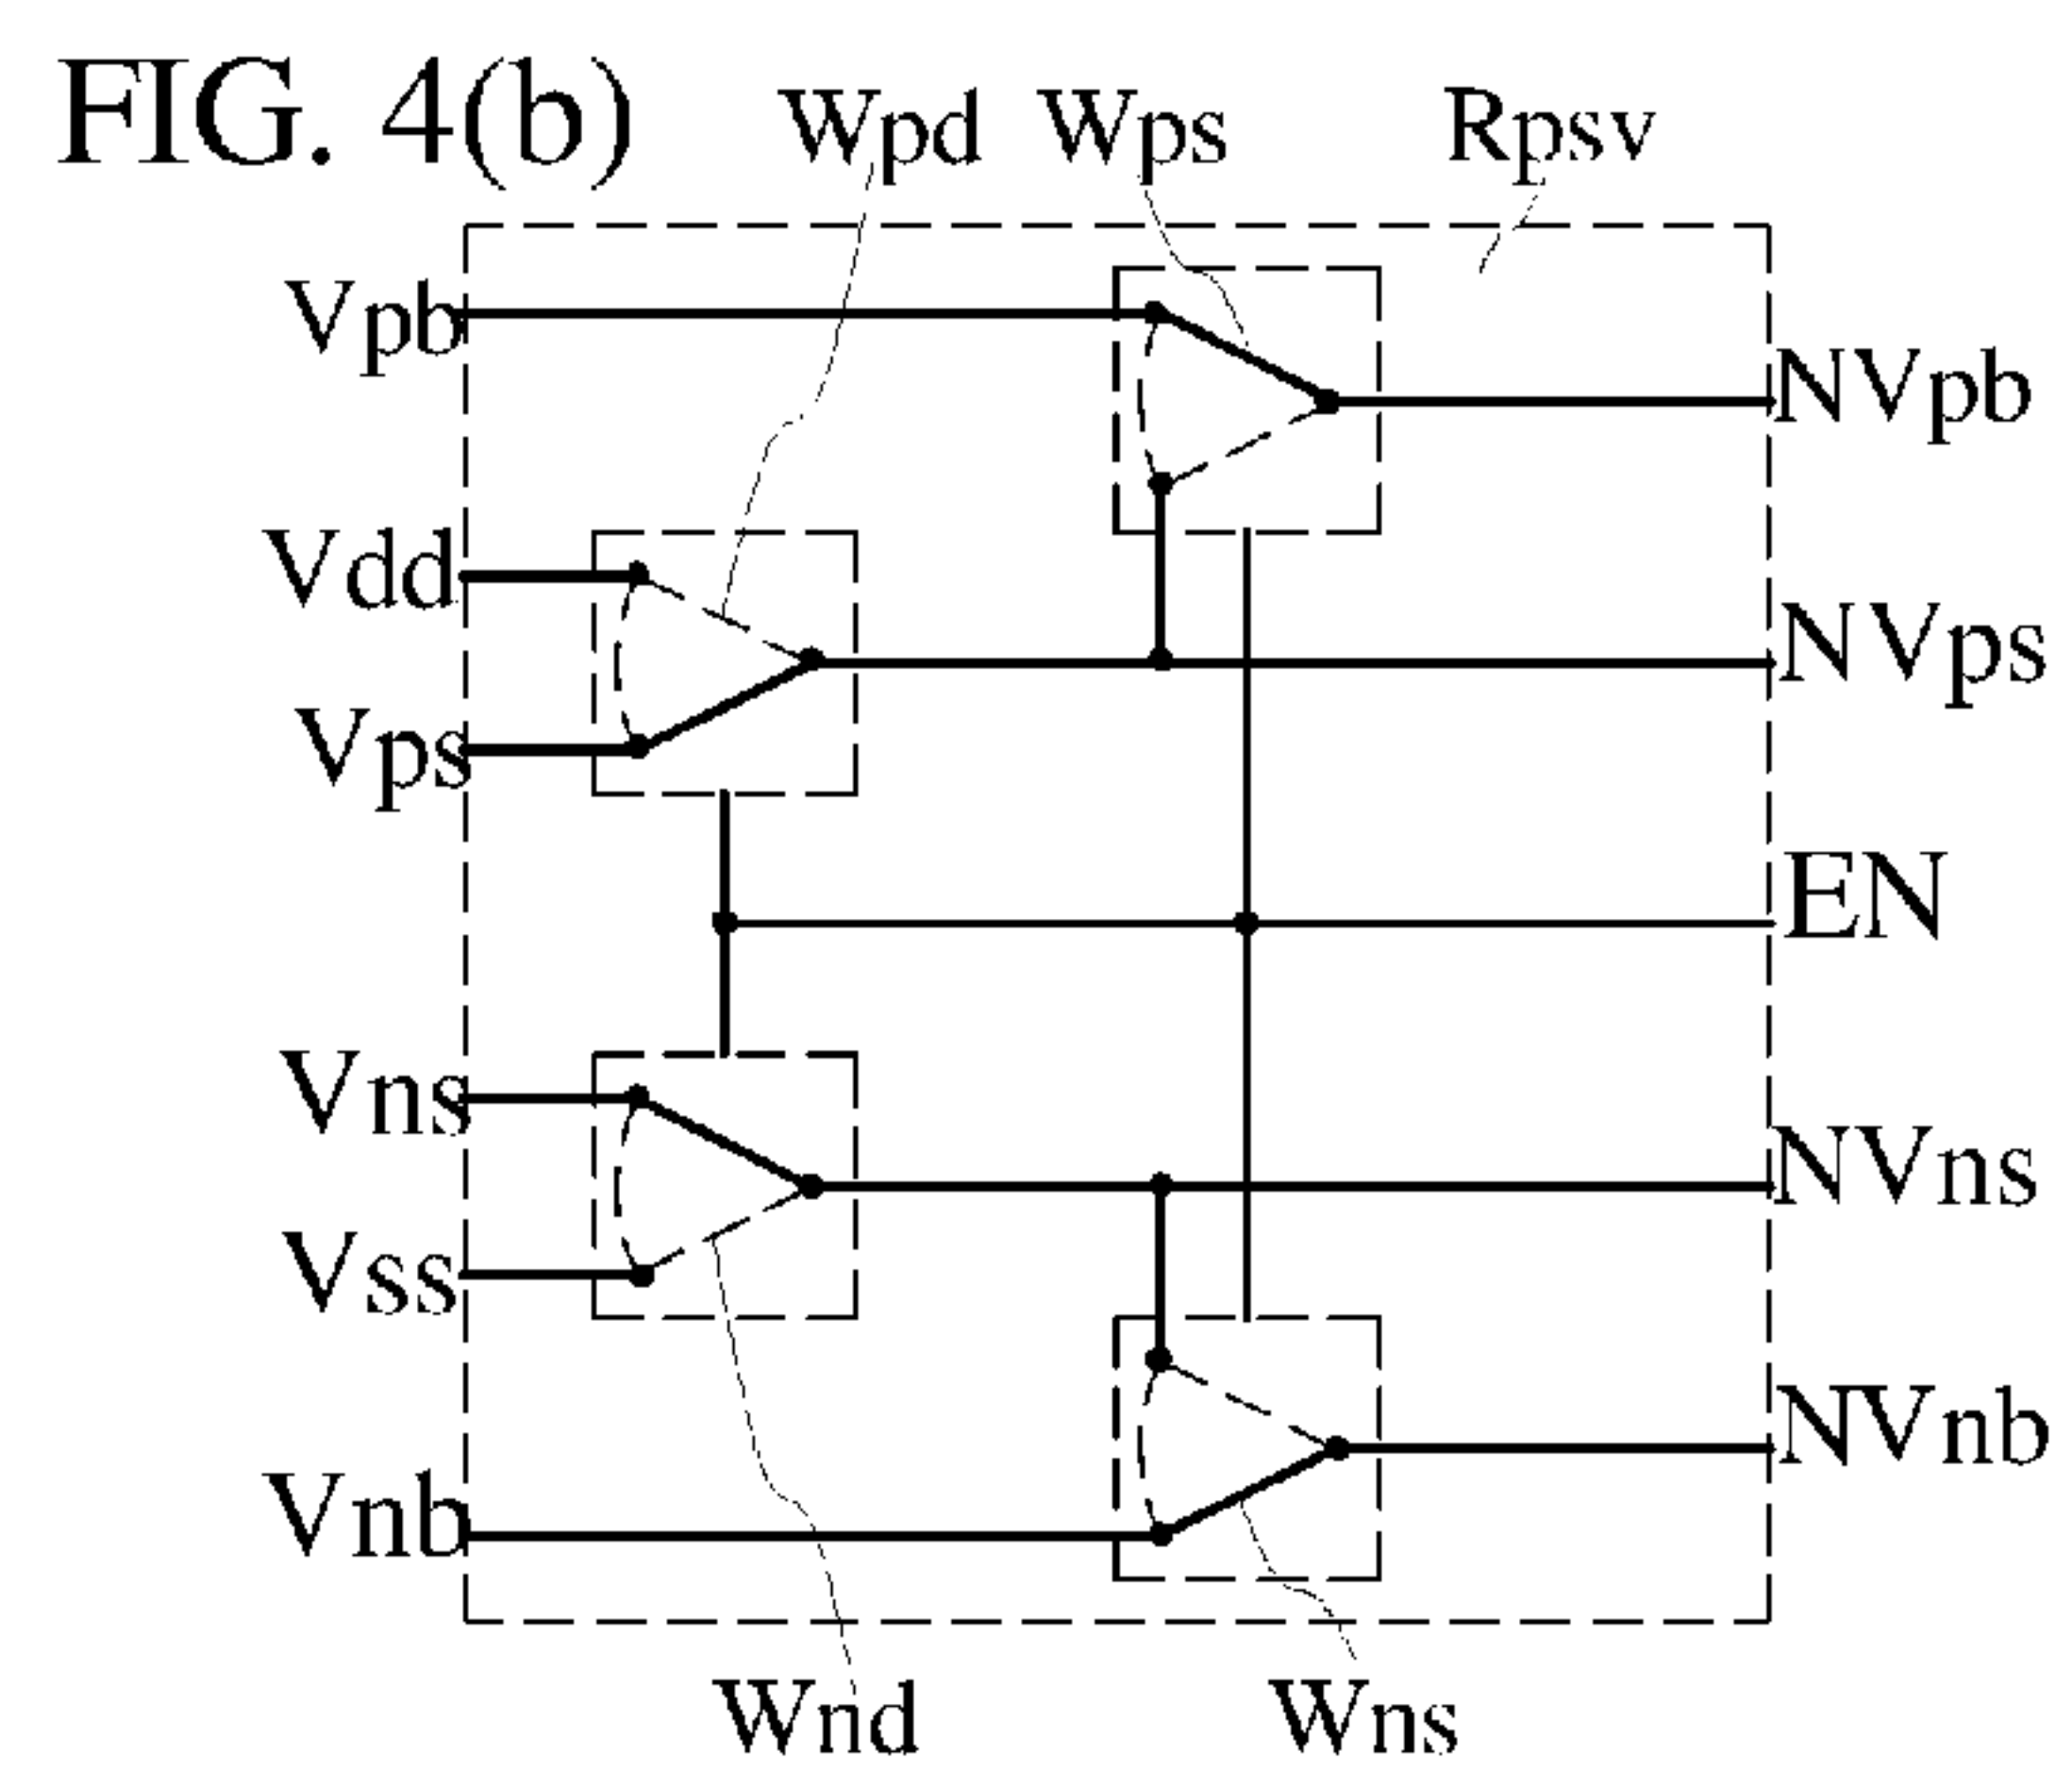 FIG. 4(b)
Wpd Wps Rpsv
Vpb
NVpb
Vdd
NVps
Vps
EN
Vns
NVns
Vss
NVnb
Vnb
Wnd Wns